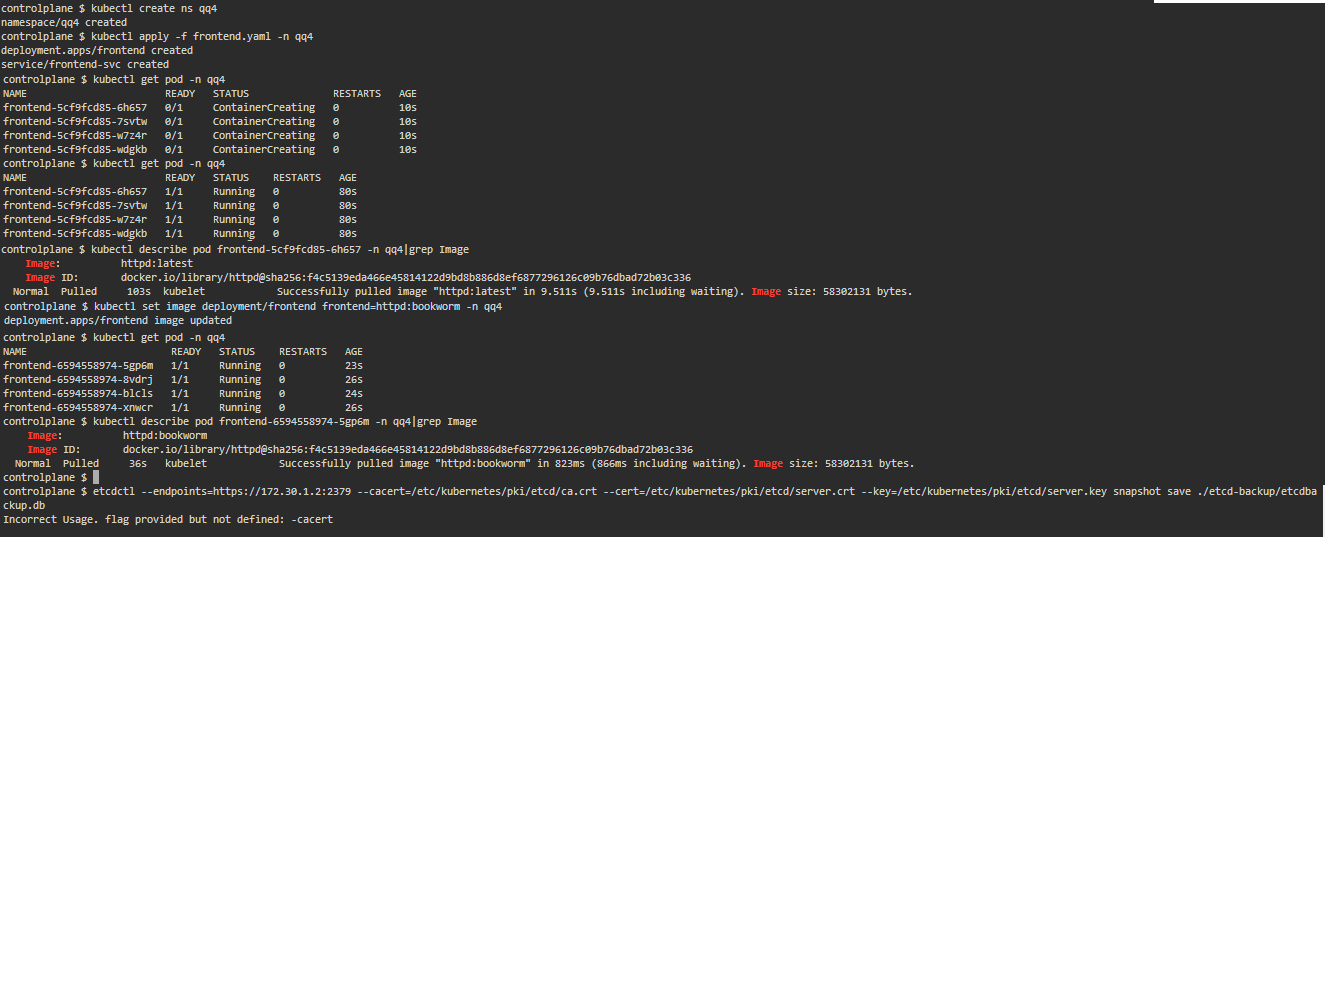 controlplane $ kubectl create ns qq4
namespace/qq4 created
controlplane $ kubectl apply -f frontend.yaml -n qq4
deployment.apps/frontend created
service/frontend-svc created
controlplane $ kubectl get pod -n qq4
NAME                       READY   STATUS              RESTARTS   AGE
frontend-5cf9fcd85-6h657   0/1     ContainerCreating   0          10s
frontend-5cf9fcd85-7svtw   0/1     ContainerCreating   0          10s
frontend-5cf9fcd85-w7z4r   0/1     ContainerCreating   0          10s
frontend-5cf9fcd85-wdgkb   0/1     ContainerCreating   0          10s
controlplane $ kubectl get pod -n qq4
NAME                       READY   STATUS    RESTARTS   AGE
frontend-5cf9fcd85-6h657   1/1     Running   0          80s
frontend-5cf9fcd85-7svtw   1/1     Running   0          80s
frontend-5cf9fcd85-w7z4r   1/1     Running   0          80s
frontend-5cf9fcd85-wdgkb   1/1     Running   0          80s
controlplane $ kubectl describe pod frontend-5cf9fcd85-6h657 -n qq4|grep Image
    Image:          httpd:latest
    Image ID:       docker.io/library/httpd@sha256:f4c5139eda466e45814122d9bd8b886d8ef6877296126c09b76dbad72b03c336
  Normal  Pulled     103s  kubelet            Successfully pulled image "httpd:latest" in 9.511s (9.511s including waiting). Image size: 58302131 bytes.
controlplane $ kubectl set image deployment/frontend frontend=httpd:bookworm -n qq4
deployment.apps/frontend image updated
controlplane $ kubectl get pod -n qq4
NAME                        READY   STATUS    RESTARTS   AGE
frontend-6594558974-5gp6m   1/1     Running   0          23s
frontend-6594558974-8vdrj   1/1     Running   0          26s
frontend-6594558974-blcls   1/1     Running   0          24s
frontend-6594558974-xnwcr   1/1     Running   0          26s
controlplane $ kubectl describe pod frontend-6594558974-5gp6m -n qq4|grep Image
    Image:          httpd:bookworm
    Image ID:       docker.io/library/httpd@sha256:f4c5139eda466e45814122d9bd8b886d8ef6877296126c09b76dbad72b03c336
  Normal  Pulled     36s   kubelet            Successfully pulled image "httpd:bookworm" in 823ms (866ms including waiting). Image size: 58302131 bytes.
controlplane $
controlplane $ etcdctl --endpoints=https://172.30.1.2:2379 --cacert=/etc/kubernetes/pki/etcd/ca.crt --cert=/etc/kubernetes/pki/etcd/server.crt --key=/etc/kubernetes/pki/etcd/server.key snapshot save ./etcd-backup/etcdba
ckup.db
Incorrect Usage. flag provided but not defined: -cacert